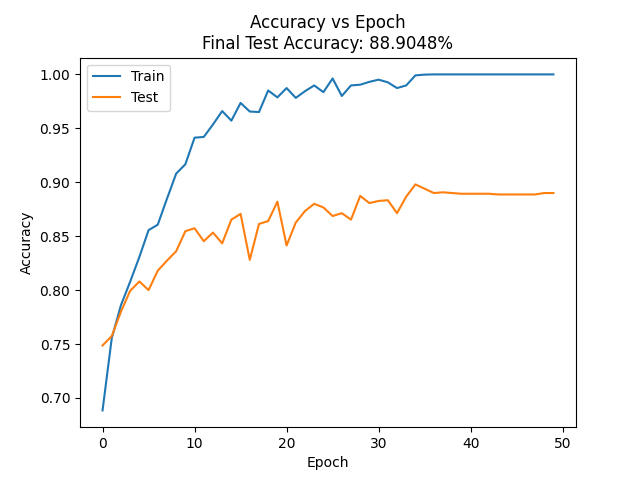 Accuracy vs Epoch
Final Test Accuracy: 88.9048%
Train
Test
1.00
0.95
0.90
0.85
0.80
0.75
0.70
Accuracy
0 10 20 30 40 50
Epoch